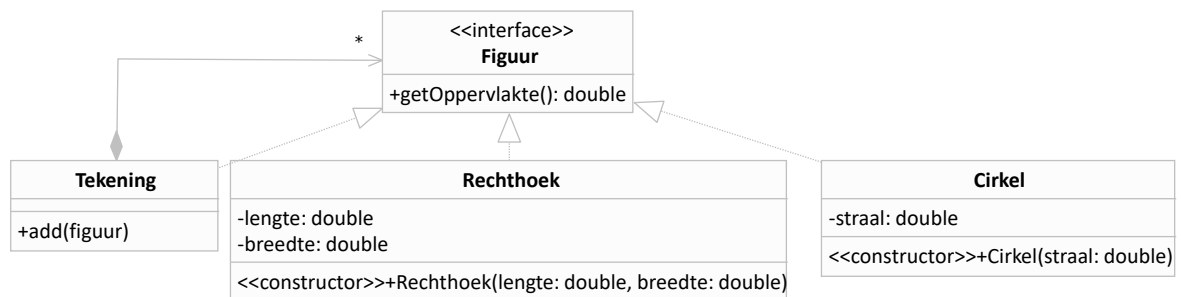 <<interface>>
Figuur
*
+getOppervlakte(): double
Tekening
+add(figuur)
Rechthoek
-lengte: double
-breedte: double
<<constructor>>+Rechthoek(lengte: double, breedte: double)
Cirkel
-straal: double
<<constructor>>+Cirkel(straal: double)